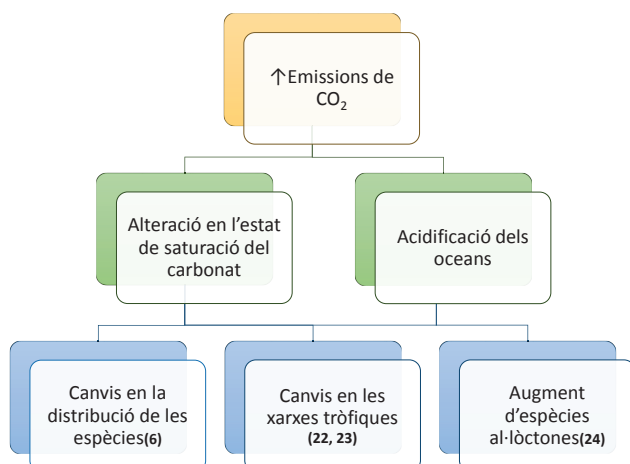 ↑Emissions de
CO₂
Alteració en l'estat
de saturació del
carbonat
Acidificació dels
oceans
Canvis en la
distribució de les
espècies(6)
Canvis en les
xarxes tròfiques
(22, 23)
Augment
d'espècies
al·lòctones(24)